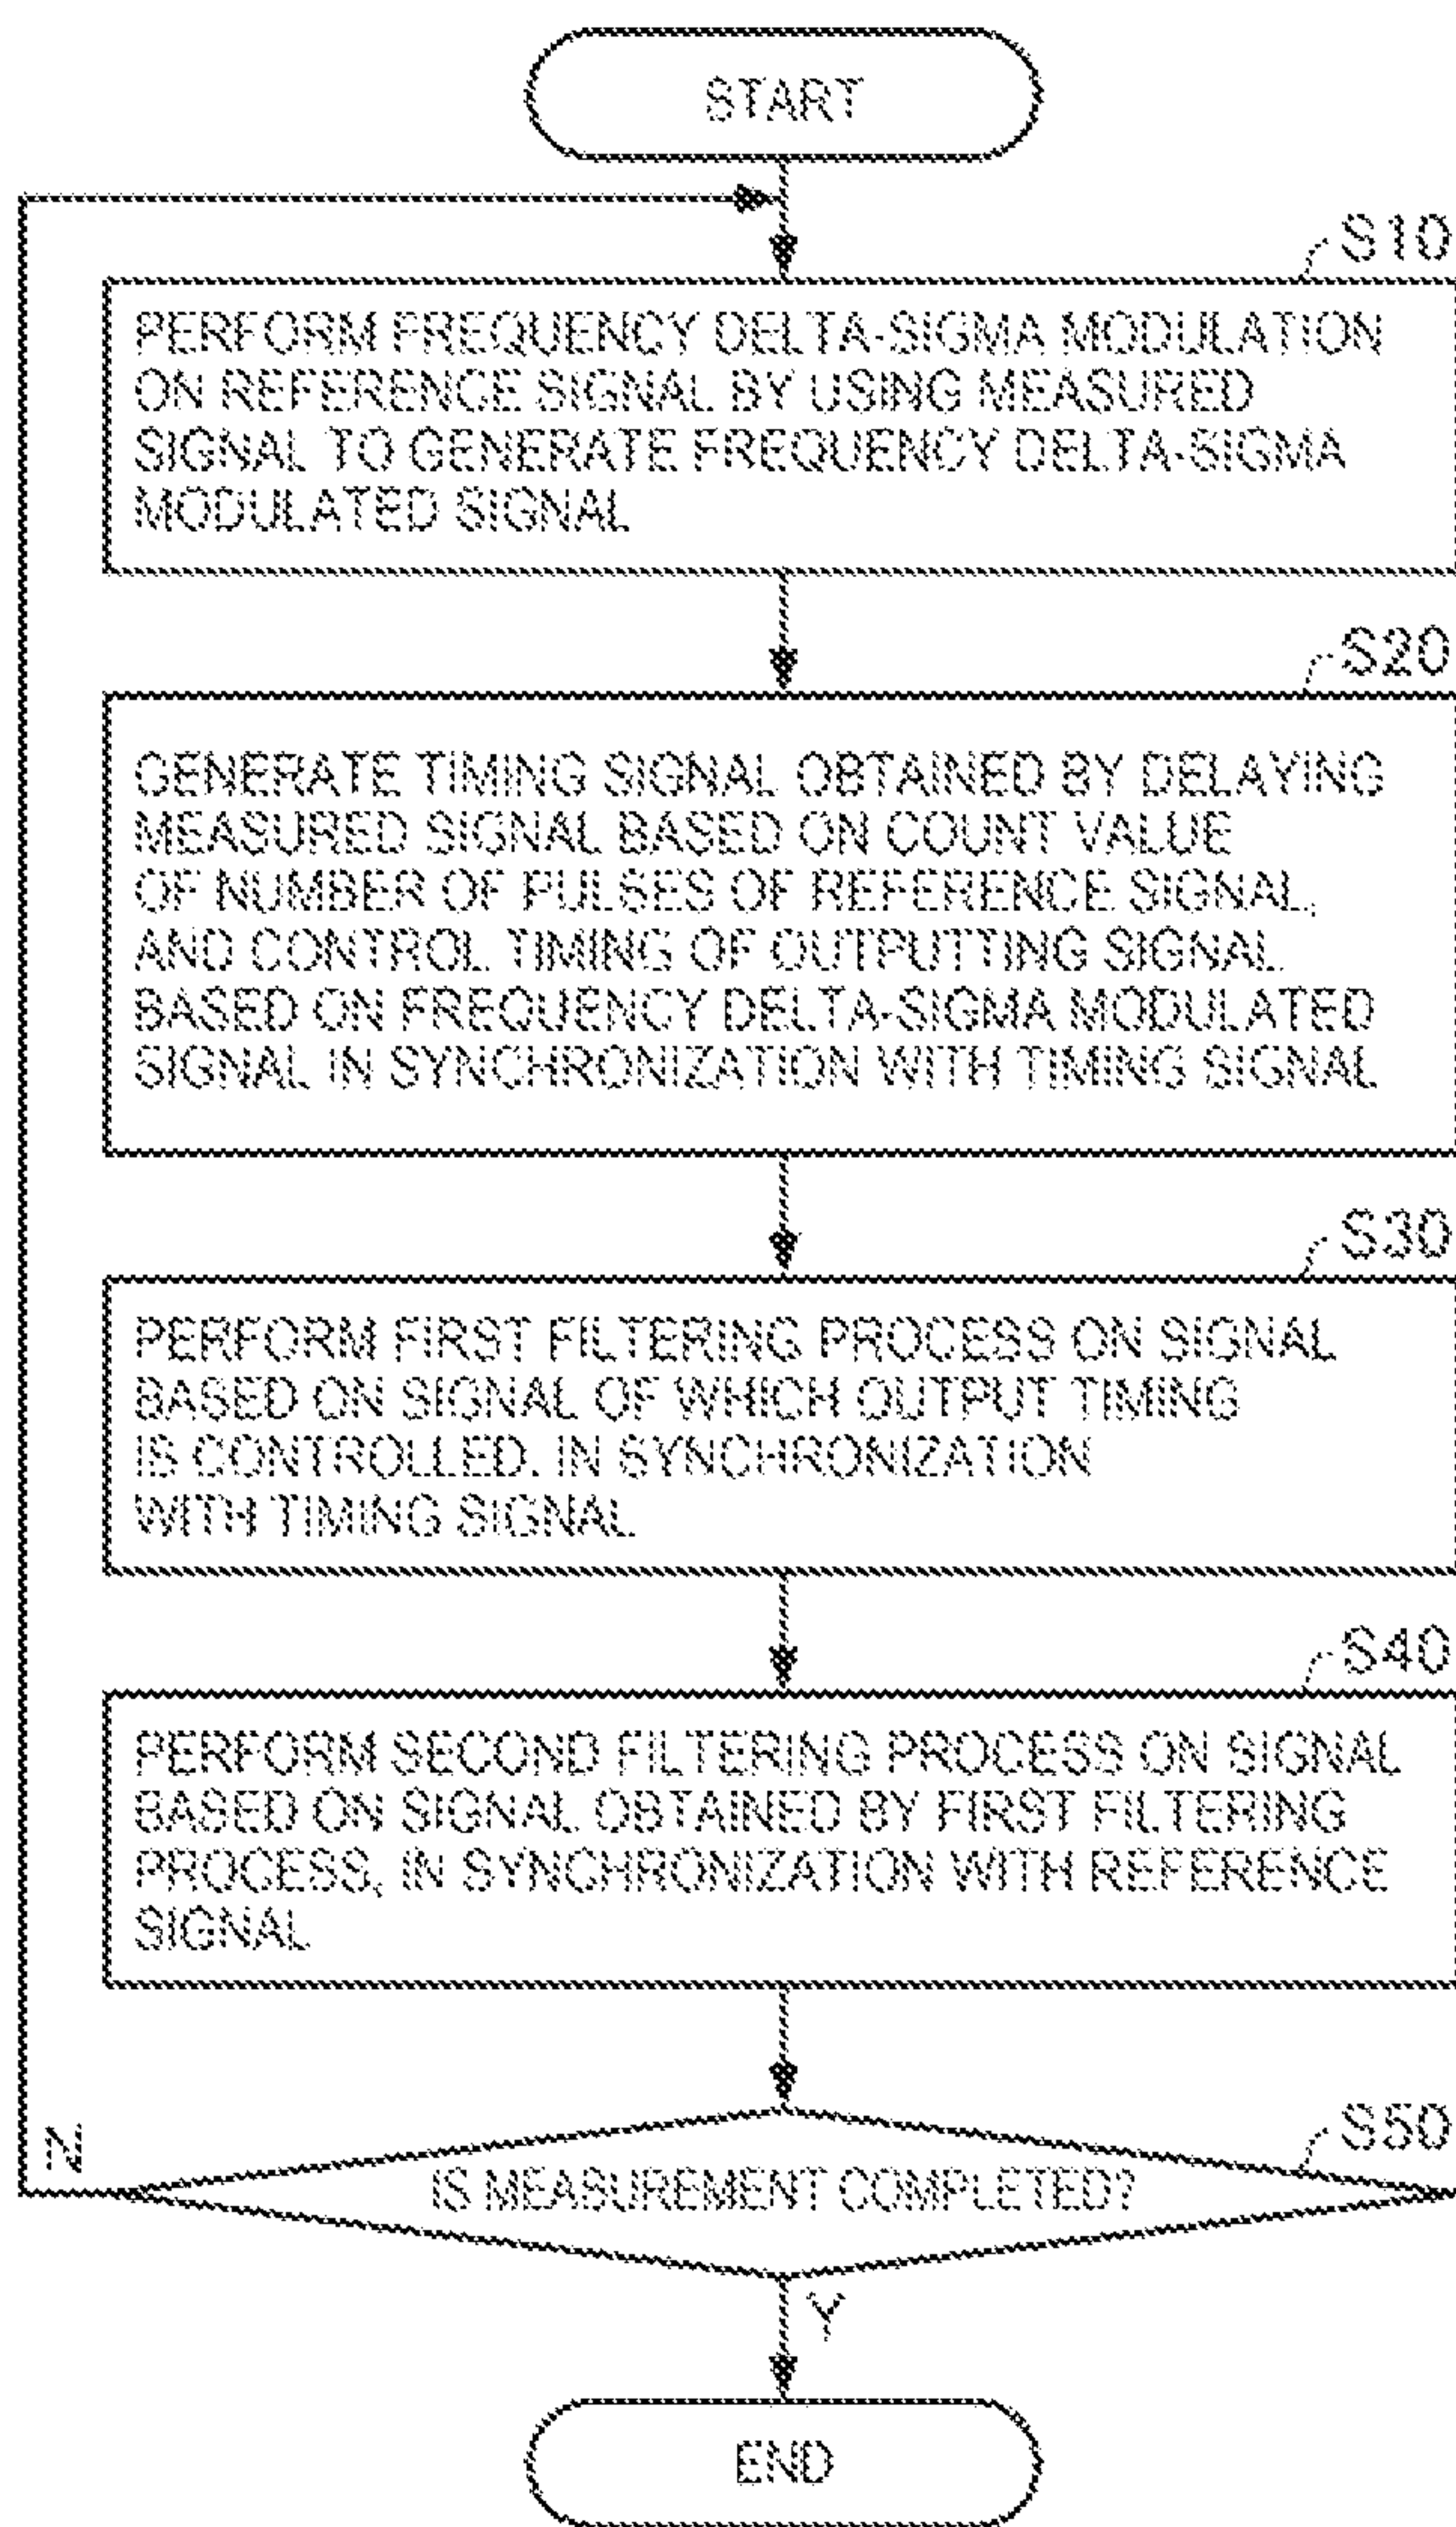 START
S10
PERFORM FREQUENCY DELTA-SIGMA MODULATION
ON REFERENCE SIGNAL BY USING MEASURED
SIGNAL TO GENERATE FREQUENCY DELTA-SIGMA
MODULATED SIGNAL
S20
GENERATE TIMING SIGNAL OBTAINED BY DELAYING
MEASURED SIGNAL BASED ON COUNT VALUE
OF NUMBER OF PULSES OF REFERENCE SIGNAL,
AND CONTROL TIMING OF OUTPUTTING SIGNAL
BASED ON FREQUENCY DELTA-SIGMA MODULATED
SIGNAL IN SYNCHRONIZATION WITH TIMING SIGNAL
S30
PERFORM FIRST FILTERING PROCESS ON SIGNAL
BASED ON SIGNAL OF WHICH OUTPUT TIMING
IS CONTROLLED, IN SYNCHRONIZATION
WITH TIMING SIGNAL
S40
PERFORM SECOND FILTERING PROCESS ON SIGNAL
BASED ON SIGNAL OBTAINED BY FIRST FILTERING
PROCESS, IN SYNCHRONIZATION WITH REFERENCE
SIGNAL
S50
N
IS MEASUREMENT COMPLETED?
Y
END